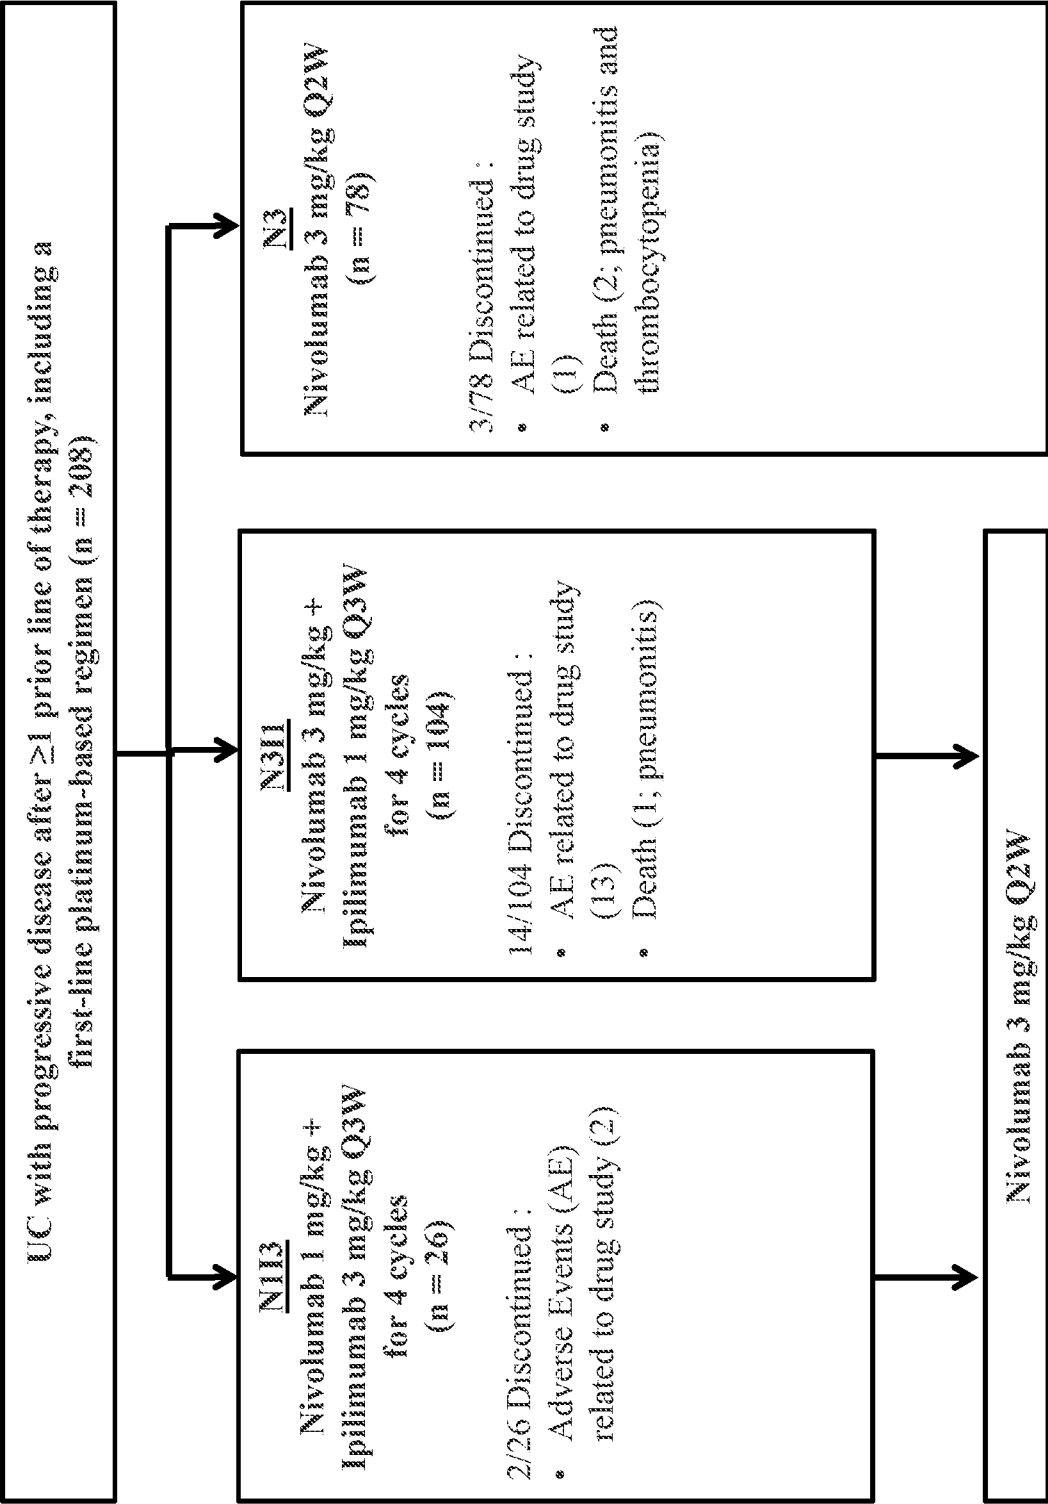 UC with progressive disease after ≥1 prior line of therapy, including a
first-line platinum-based regimen (n = 208)
N1I3
Nivolumab 1 mg/kg +
Ipilimumab 3 mg/kg Q3W
for 4 cycles
(n = 26)
2/26 Discontinued :
• Adverse Events (AE)
related to drug study (2)
N3I1
Nivolumab 3 mg/kg +
Ipilimumab 1 mg/kg Q3W
for 4 cycles
(n = 104)
14/104 Discontinued :
• AE related to drug study
(13)
• Death (1; pneumonitis)
N3
Nivolumab 3 mg/kg Q2W
(n = 78)
3/78 Discontinued :
• AE related to drug study
(1)
• Death (2; pneumonitis and
thrombocytopenia)
Nivolumab 3 mg/kg Q2W